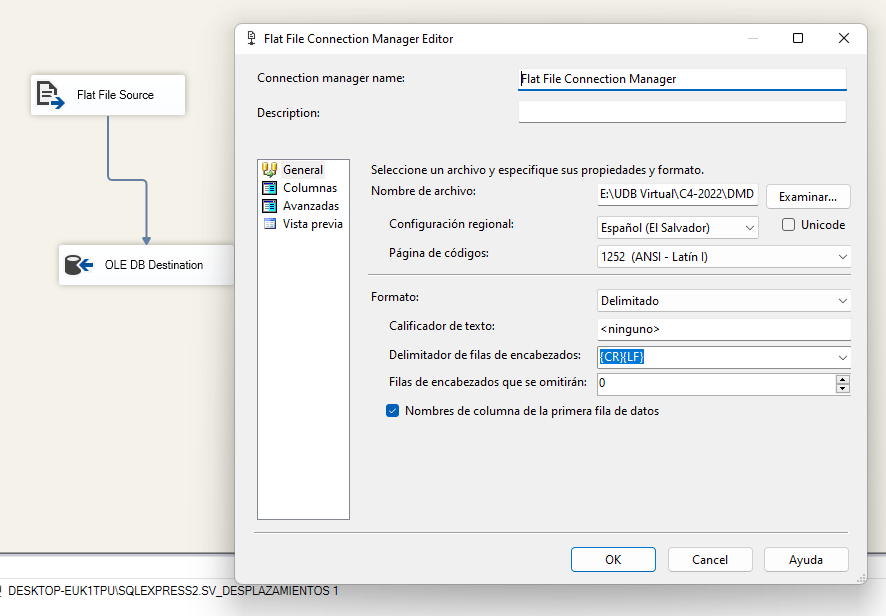 Flat File Connection Manager Editor
Connection manager name:
Flat File Connection Manager
Description:
Flat File Source
OLE DB Destination
General
Columnas
Avanzadas
Vista previa
Seleccione un archivo y especifique sus propiedades y formato.
Nombre de archivo:
E:\UDB Virtual\C4-2022\DMD
Examinar...
Configuración regional:
Español (El Salvador)
Unicode
Página de códigos:
1252 (ANSI - Latín I)
Formato:
Delimitado
Calificador de texto:
<ninguno>
Delimitador de filas de encabezados:
{CR}{LF}
Filas de encabezados que se omitirán:
0
Nombres de columna de la primera fila de datos
OK
Cancel
Ayuda
DESKTOP-EUK1TPU\SQLEXPRESS2.SV_DESPLAZAMIENTOS 1